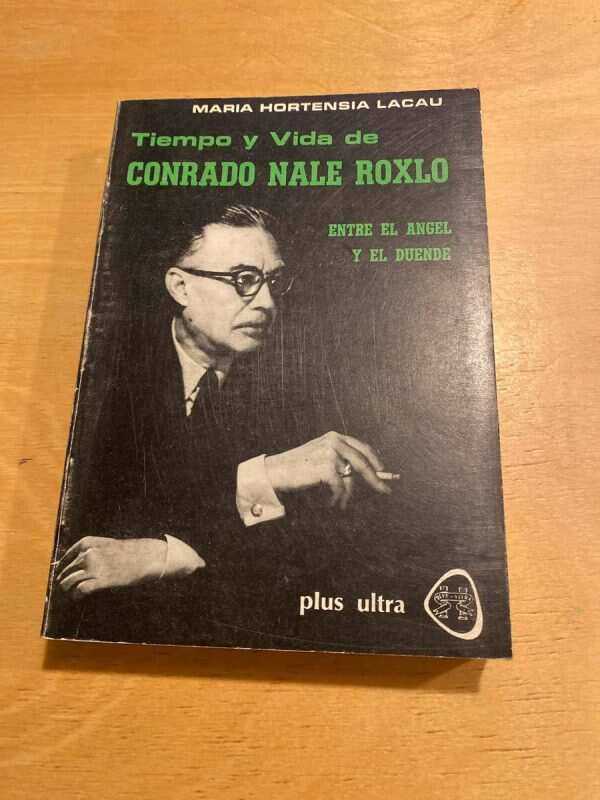 MARIA HORTENSIA LACAU
Tiempo y Vida de
CONRADO NALE ROXLO
ENTRE EL ANGEL
Y EL DUENDE
plus ultra